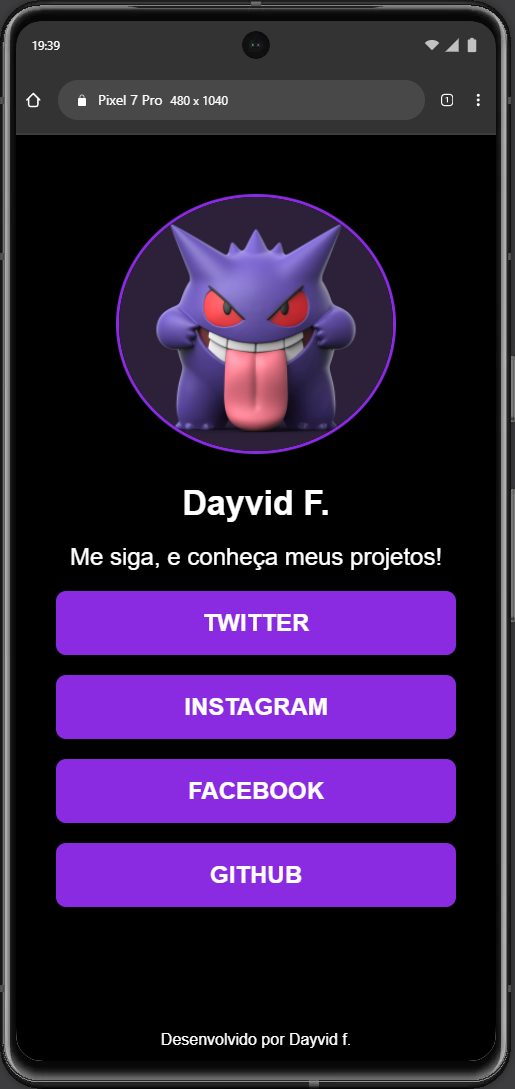 19:39
Pixel 7 Pro 480 x 1040
1
Dayvid F.
Me siga, e conheça meus projetos!
TWITTER
INSTAGRAM
FACEBOOK
GITHUB
Desenvolvido por Dayvid f.